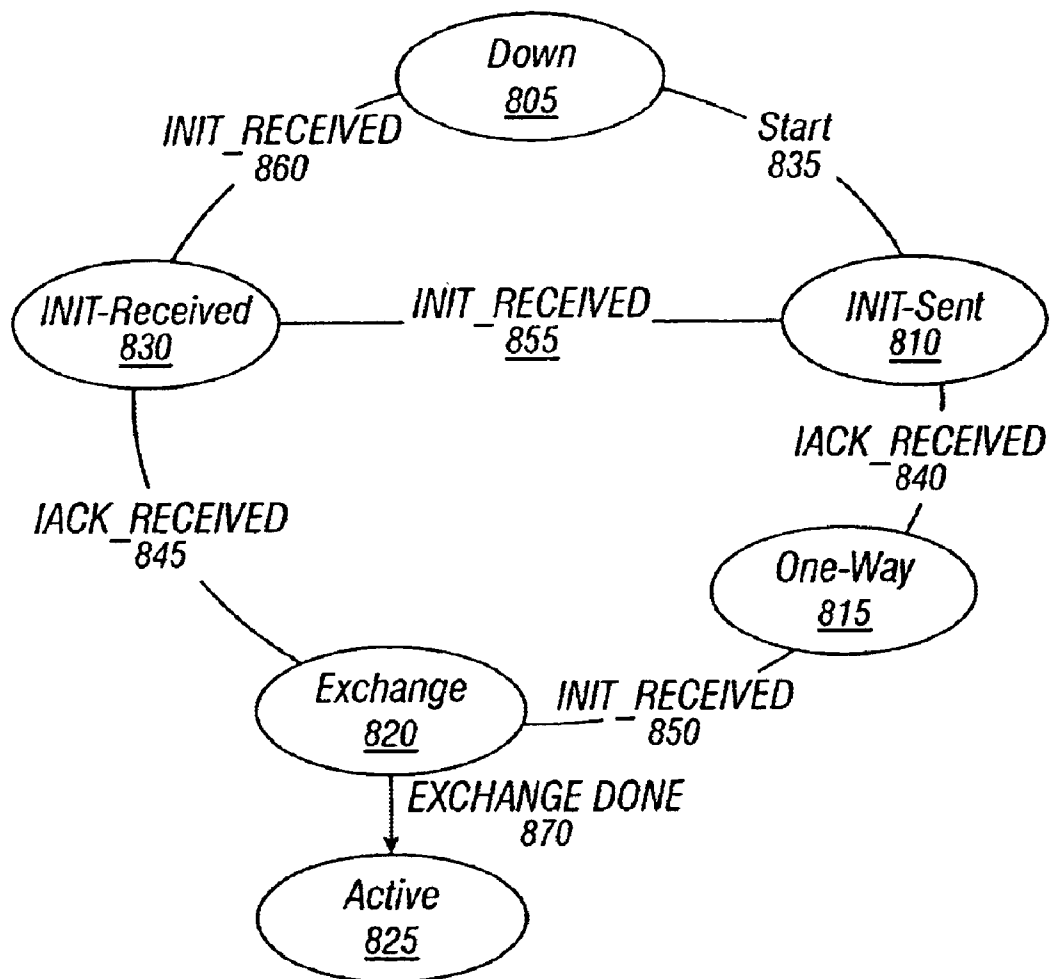 Down
805
INIT_RECEIVED
860
Start
835
INIT-Received
830
INIT_RECEIVED
855
INIT-Sent
810
IACK_RECEIVED
840
IACK_RECEIVED
845
One-Way
815
Exchange
820
INIT_RECEIVED
850
EXCHANGE DONE
870
Active
825